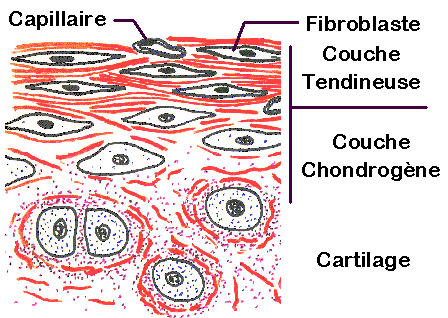 Capillaire
Fibroblaste
Couche
Tendineuse
Couche
Chondrogène
Cartilage